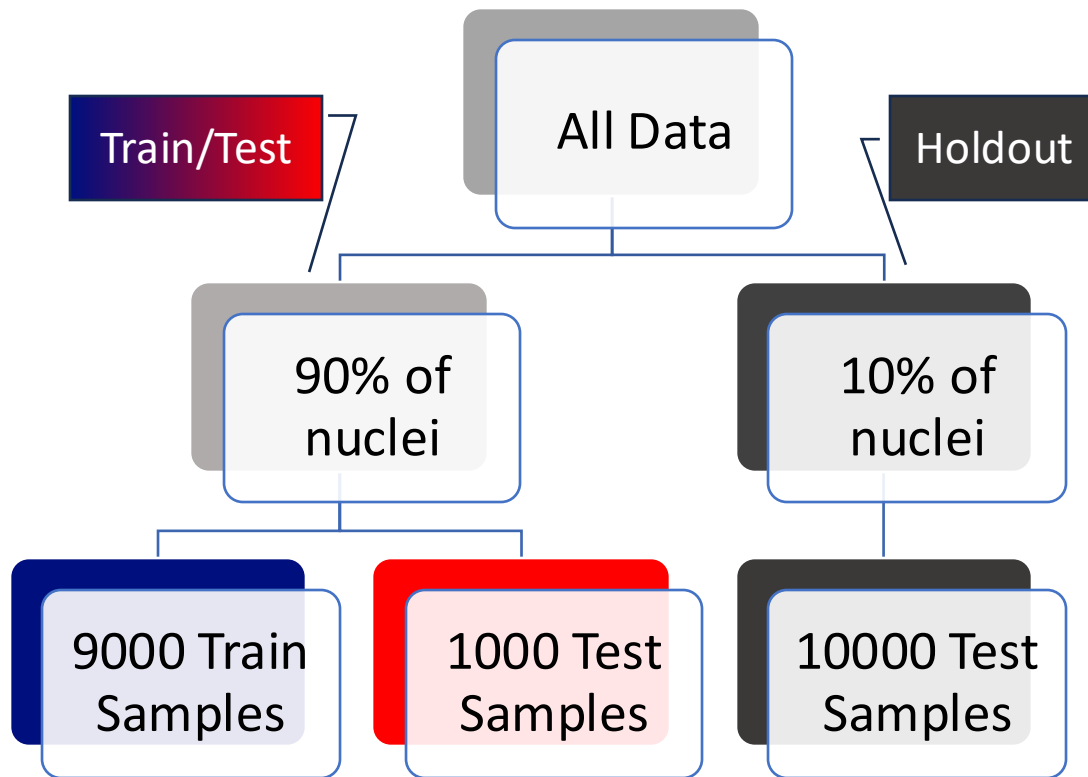 All Data
Train/Test
Holdout
90% of
nuclei
10% of
nuclei
9000 Train
Samples
1000 Test
Samples
10000 Test
Samples